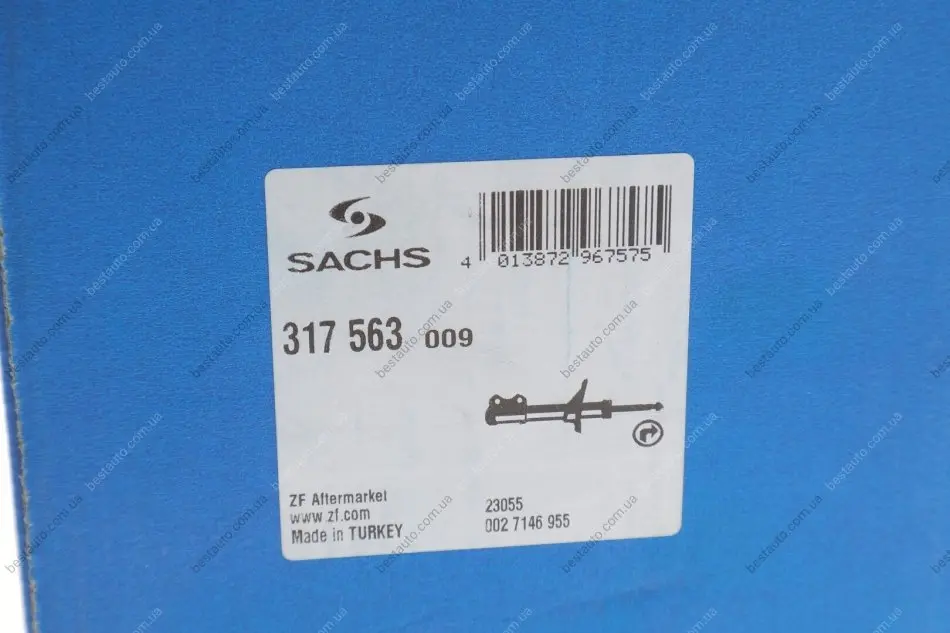 SACHS
4 013872 967575
317 563 009
ZF Aftermarket
www.zf.com
Made in TURKEY
23055
002 7146 955
bestauto.com.ua